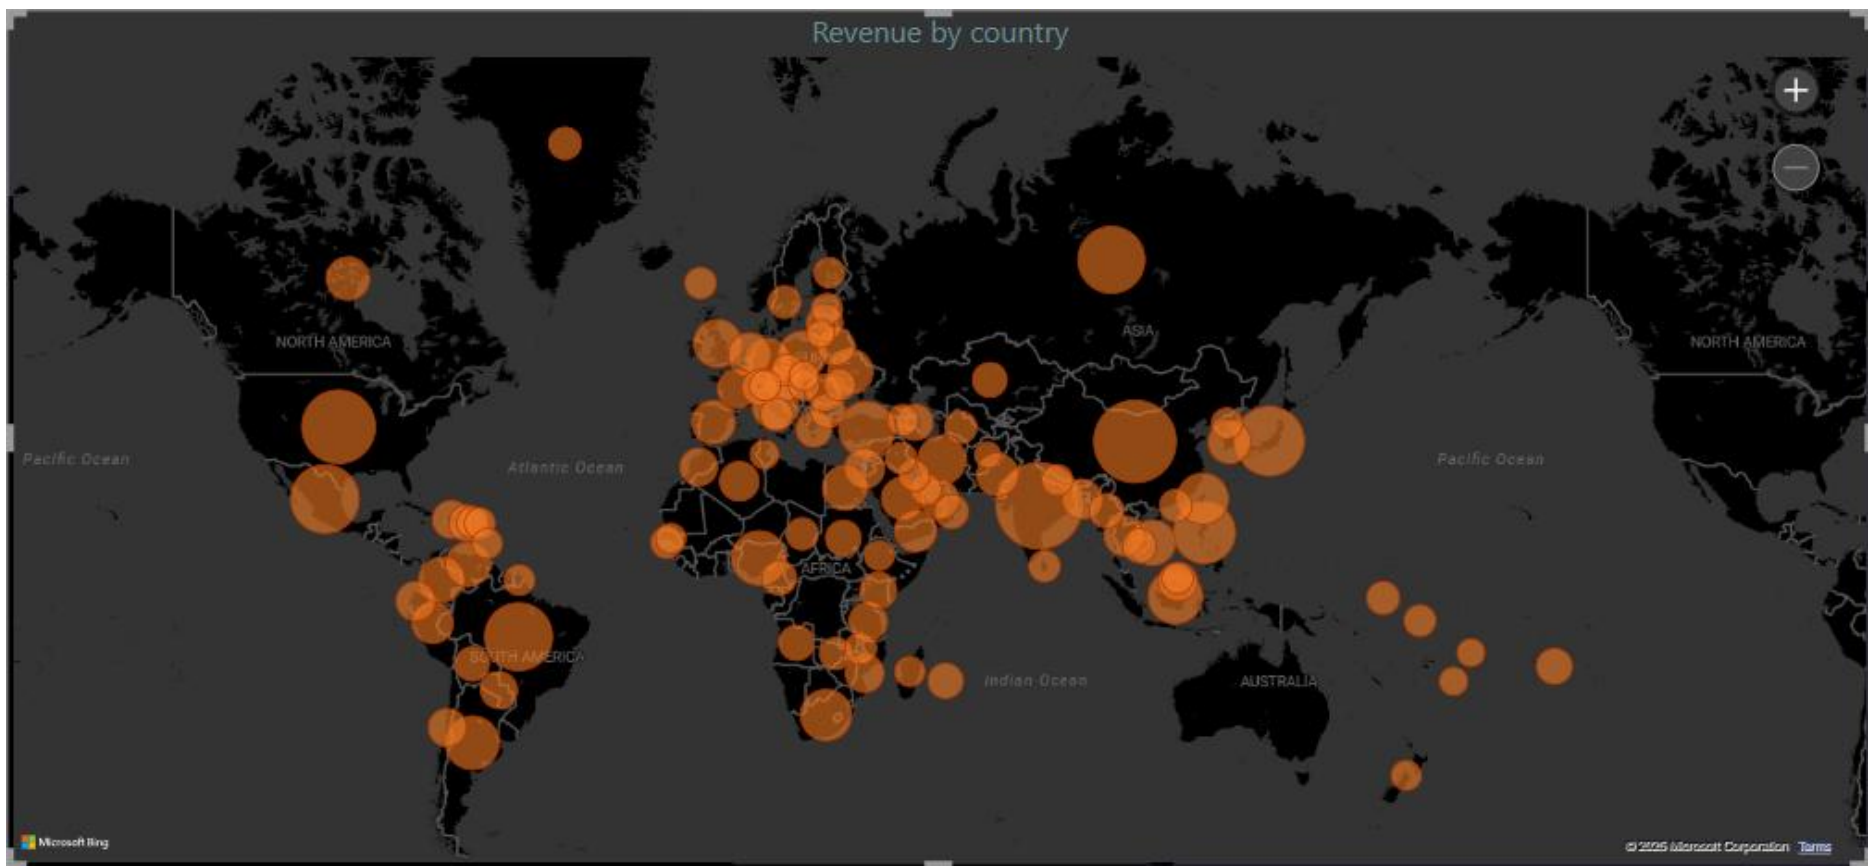 Revenue by country
ASIA
NORTH AMERICA
NORTH AMERICA
Pacific Ocean
Atlantic Ocean
Pacific Ocean
AFRICA
SOUTH AMERICA
Indian Ocean
AUSTRALIA
Microsoft Bing
© 2025 Microsoft Corporation Terms